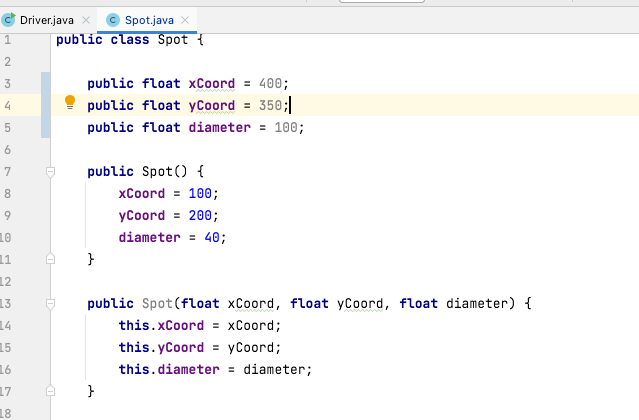 Driver.java × Spot.java ×
1 public class Spot {
2
3 public float xCoord = 400;
4 public float yCoord = 350;
5 public float diameter = 100;
6
7 public Spot() {
8 xCoord = 100;
9 yCoord = 200;
10 diameter = 40;
11 }
12
13 public Spot(float xCoord, float yCoord, float diameter) {
14 this.xCoord = xCoord;
15 this.yCoord = yCoord;
16 this.diameter = diameter;
17 }
18